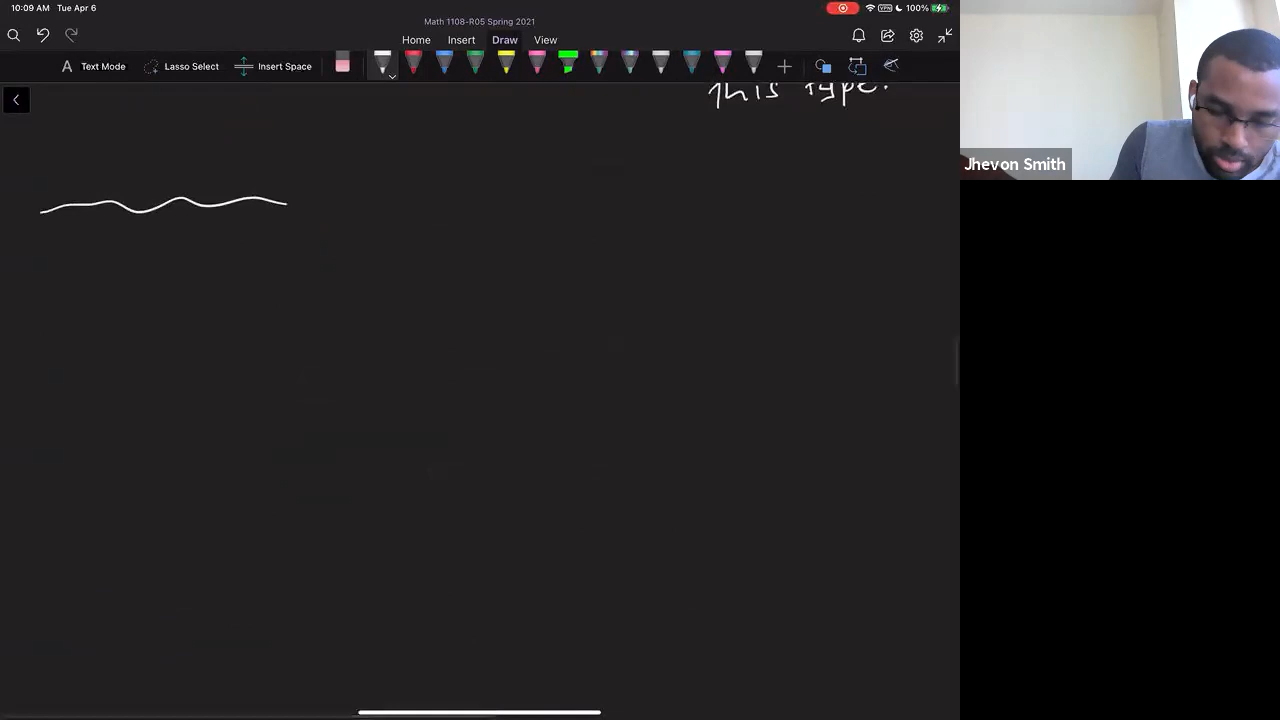 10:09 AM Tue Apr 6
VPN 100%
Math 1108-R05 Spring 2021
Home Insert Draw View
A Text Mode Lasso Select Insert Space
this type.
Jhevon Smith